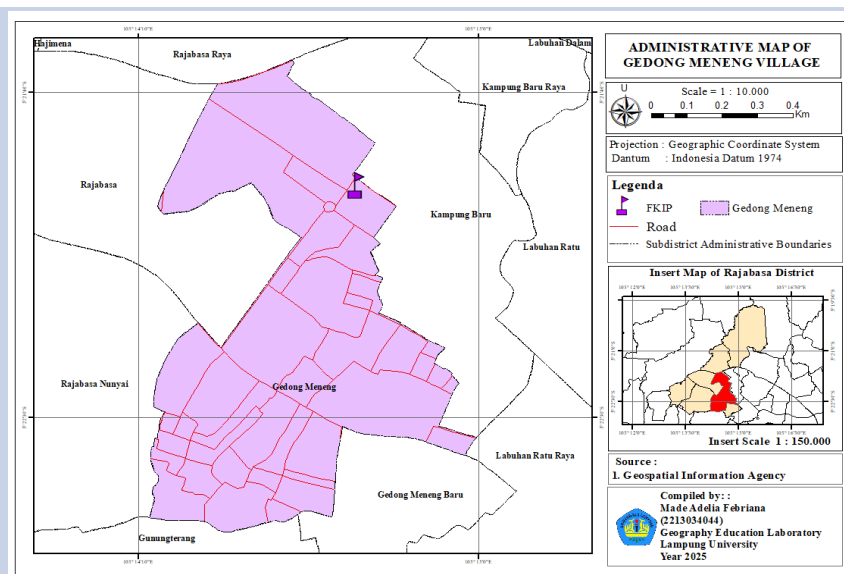 ADMINISTRATIVE MAP OF
GEDONG MENENG VILLAGE
U
Scale = 1 : 10.000
0 0.1 0.2 0.3 0.4
Km
Projection : Geographic Coordinate System
Dantum : Indonesia Datum 1974
Legenda
FKIP
Gedong Meneng
Road
Subdistrict Administrative Boundaries
Insert Map of Rajabasa District
Insert Scale 1 : 150.000
Source :
1. Geospatial Information Agency
Compiled by: :
Made Adelia Febriana
(2213034044)
Geography Education Laboratory
Lampung University
Year 2025
Hajimena
Rajabasa Raya
Labuhan Dalam
Kampung Baru Raya
Rajabasa
Kampung Baru
Labuhan Ratu
Rajabasa Nunyai
Gedong Meneng
Labuhan Ratu Raya
Gedong Meneng Baru
Gunungterang